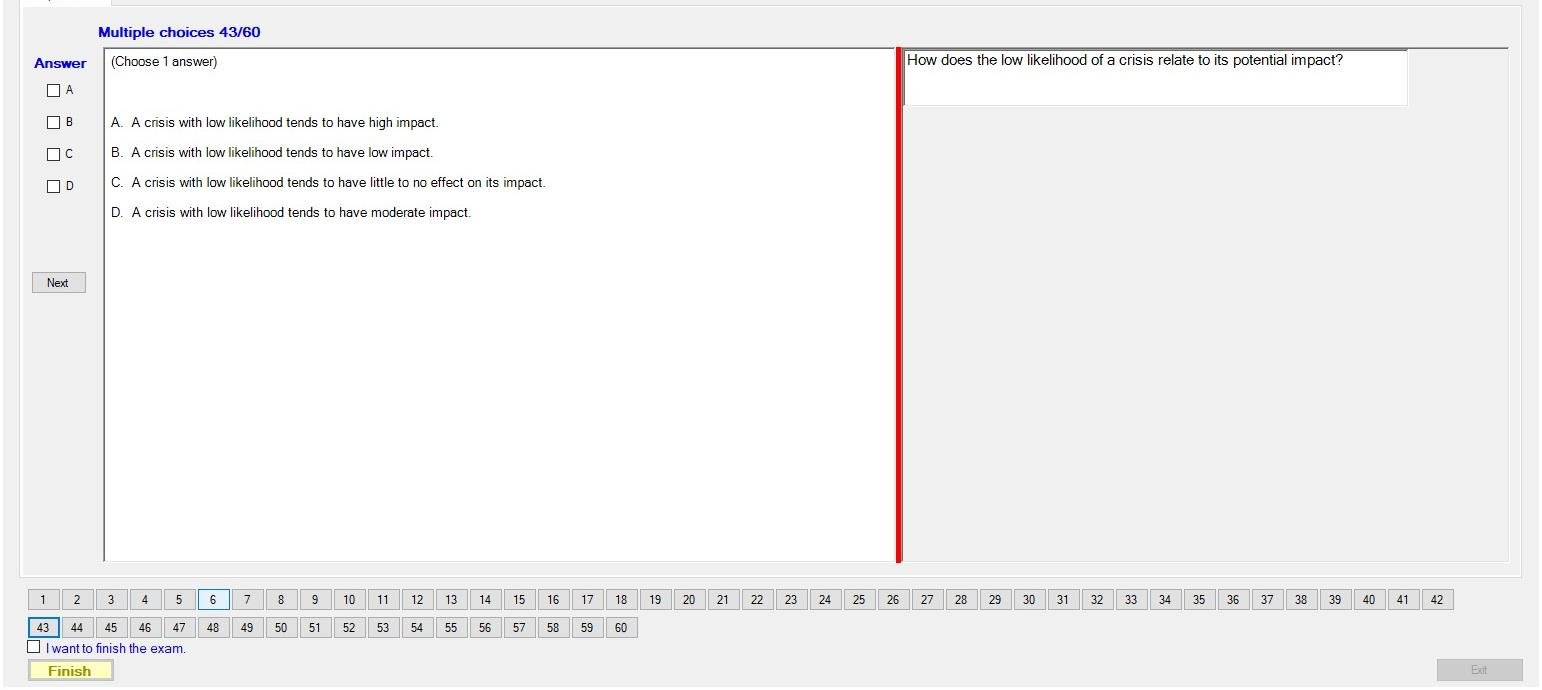 Multiple choices 43/60
Answer
(Choose 1 answer)
How does the low likelihood of a crisis relate to its potential impact?
A
B
C
D
A. A crisis with low likelihood tends to have high impact.
B. A crisis with low likelihood tends to have low impact.
C. A crisis with low likelihood tends to have little to no effect on its impact.
D. A crisis with low likelihood tends to have moderate impact.
Next
1 2 3 4 5 6 7 8 9 10 11 12 13 14 15 16 17 18 19 20 21 22 23 24 25 26 27 28 29 30 31 32 33 34 35 36 37 38 39 40 41 42
43 44 45 46 47 48 49 50 51 52 53 54 55 56 57 58 59 60
I want to finish the exam.
Finish
Exit